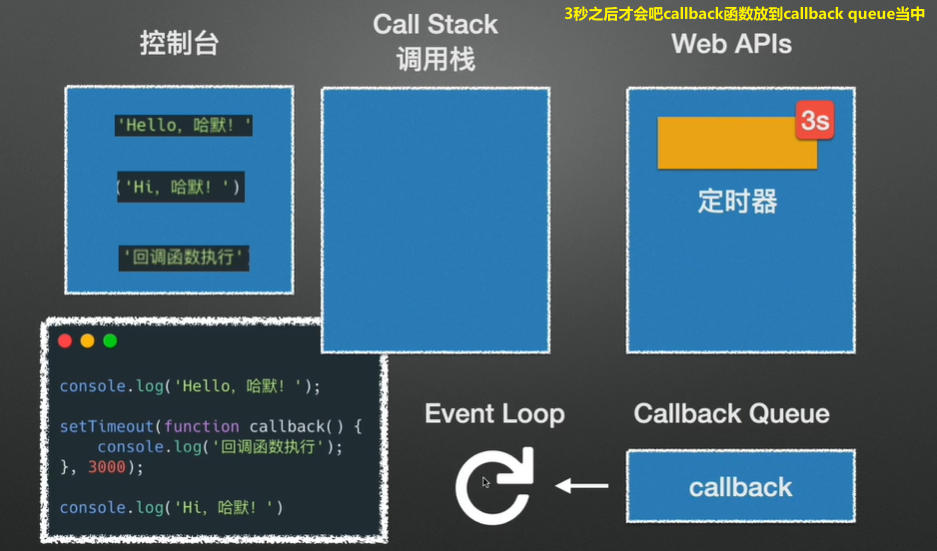 3秒之后才会吧callback函数放到callback queue当中
控制台
Call Stack
调用栈
Web APIs
'Hello, 哈默! '
('Hi, 哈默! ')
'回调函数执行'
3s
定时器
console.log('Hello, 哈默! ');
setTimeout(function callback() {
console.log('回调函数执行');
}, 3000);
console.log('Hi, 哈默! ')
Event Loop
Callback Queue
callback